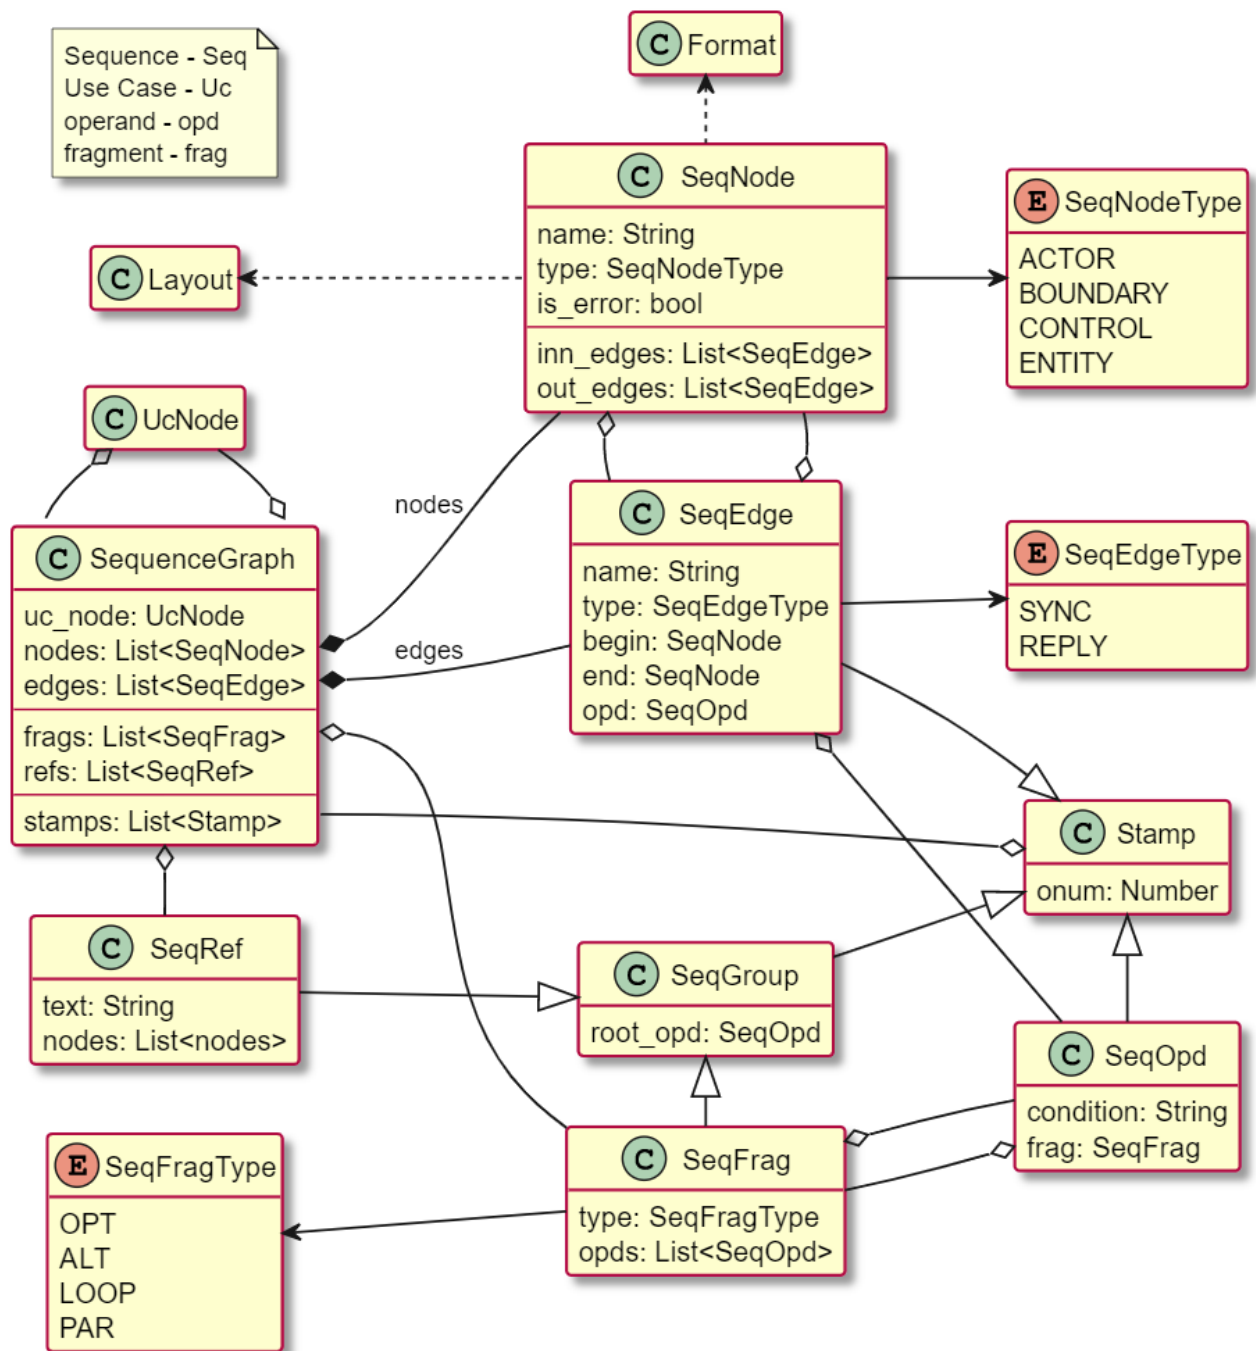 Sequence - Seq
Use Case - Uc
operand - opd
fragment - frag
C Format
C SeqNode
name: String
type: SeqNodeType
is_error: bool
inn_edges: List<SeqEdge>
out_edges: List<SeqEdge>
E SeqNodeType
ACTOR
BOUNDARY
CONTROL
ENTITY
C Layout
C UcNode
nodes
edges
C SequenceGraph
uc_node: UcNode
nodes: List<SeqNode>
edges: List<SeqEdge>
frags: List<SeqFrag>
refs: List<SeqRef>
stamps: List<Stamp>
C SeqEdge
name: String
type: SeqEdgeType
begin: SeqNode
end: SeqNode
opd: SeqOpd
E SeqEdgeType
SYNC
REPLY
C Stamp
onum: Number
C SeqRef
text: String
nodes: List<nodes>
C SeqGroup
root_opd: SeqOpd
C SeqOpd
condition: String
frag: SeqFrag
E SeqFragType
OPT
ALT
LOOP
PAR
C SeqFrag
type: SeqFragType
opds: List<SeqOpd>